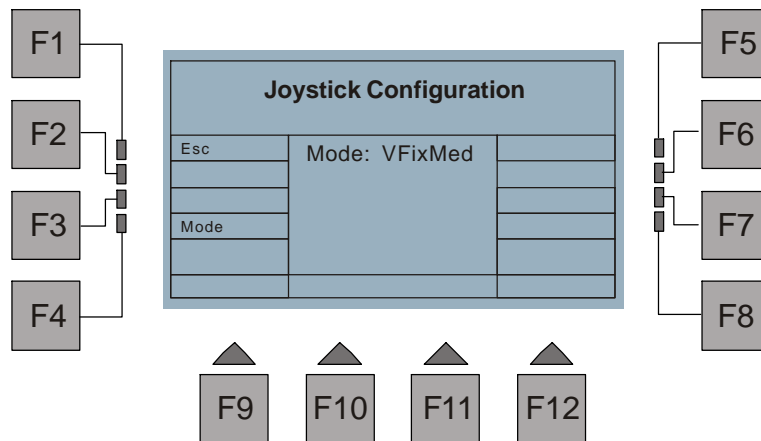 F1
F5
Joystick Configuration
F2
F6
Esc
Mode: VFixMed
F3
F7
Mode
F4
F8
F9
F10
F11
F12